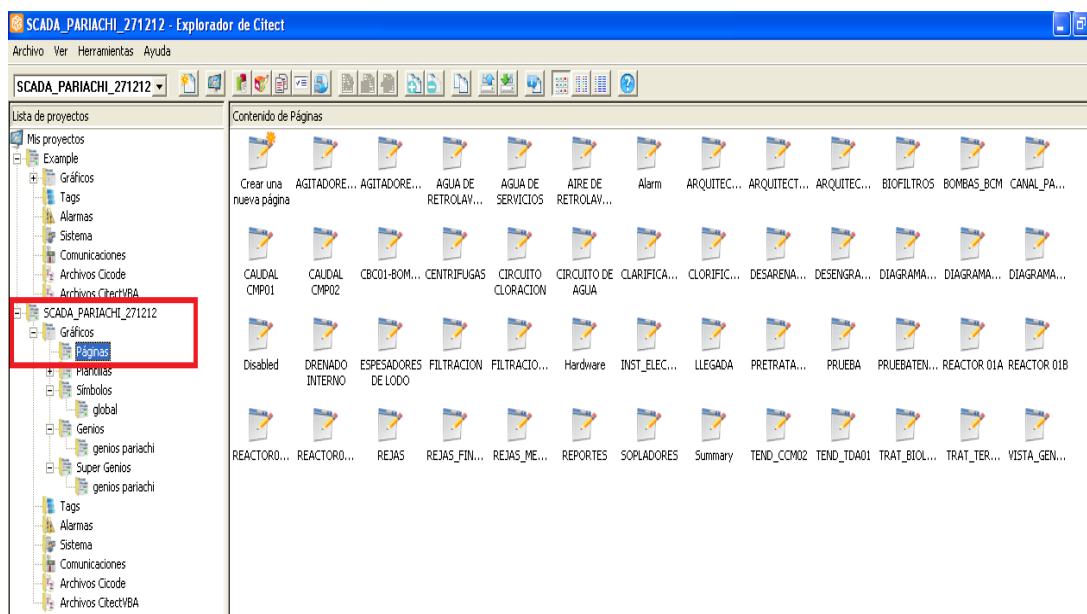 SCADA_PARIACHI_271212 - Explorador de Citect
Archivo Ver Herramientas Ayuda
SCADA_PARIACHI_271212
Lista de proyectos
Contenido de Páginas
Mis proyectos
Example
Gráficos
Tags
Alarmas
Sistema
Comunicaciones
Archivos Cicode
Archivos CitectVBA
SCADA_PARIACHI_271212
Gráficos
Páginas
Plantillas
Símbolos
global
Genios
genios pariachi
Super Genios
genios pariachi
Tags
Alarmas
Sistema
Comunicaciones
Archivos Cicode
Archivos CitectVBA
Crear una nueva página
AGITADORE...
AGITADORE...
AGUA DE RETROLAV...
AGUA DE SERVICIOS
AIRE DE RETROLAV...
Alarm
ARQUITEC...
ARQUITECT...
ARQUITEC...
BIOFILTROS
BOMBAS_BCM
CANAL_PA...
CAUDAL CMP01
CAUDAL CMP02
CBC01-BOM...
CENTRIFUGAS
CIRCUITO CLORACION
CIRCUITO DE AGUA
CLARIFICA...
CLORIFIC...
DESARENA...
DESENGRA...
DIAGRAMA...
DIAGRAMA...
DIAGRAMA...
Disabled
DRENADO INTERNO
ESPESADORES DE LODO
FILTRACION
FILTRACIO...
Hardware
INST_ELEC...
LLEGADA
PRETRATA...
PRUEBA
PRUEBATEN...
REACTOR 01A
REACTOR 01B
REACTOR0...
REACTOR0...
REJAS
REJAS_FIN...
REJAS_ME...
REPORTES
SOPLADORES
Summary
TEND_CCM02
TEND_TDA01
TRAT_BIOL...
TRAT_TER...
VISTA_GEN...